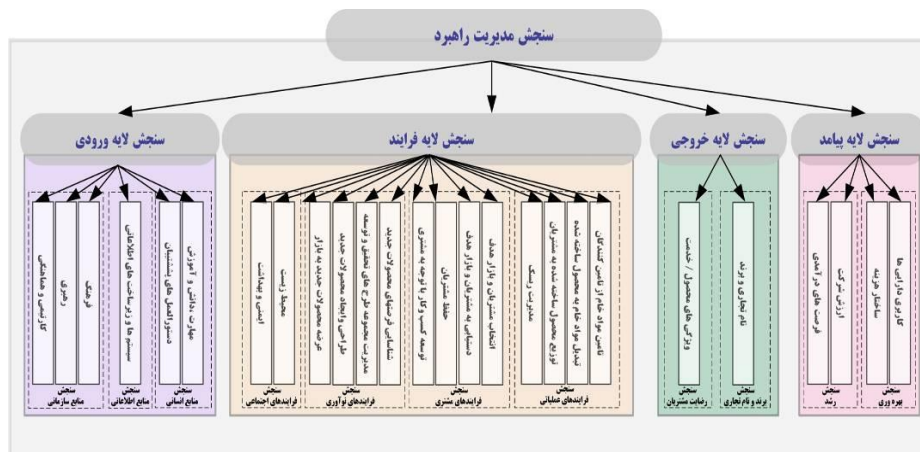 سنجش مدیریت راهبرد
سنجش لایه پیامد
سنجش لایه خروجی
سنجش لایه فرایند
سنجش لایه ورودی
کاربری دارایی ها
ساختار هزینه
ارزش شرکت
فرصت های درآمدی
نام تجاری و برند
ویژگی های محصول / خدمت
تامین مواد خام از تامین کنندگان
تبدیل مواد خام به محصول ساخته شده
توزیع محصول ساخته شده به مشتریان
مدیریت ریسک
انتخاب مشتریان و بازار هدف
دستیابی به مشتریان و بازار هدف
حفظ مشتریان
توسعه کسب و کار با توجه به مشتری
شناسایی فرصتهای محصولات جدید
مدیریت مجموعه طرح های تحقیق و توسعه
طراحی و ایجاد محصولات جدید
عرضه محصولات جدید به بازار
محیط زیست
ایمنی و بهداشت
مهارت ،دانش و آموزش
دستورالعمل های پشتیبان
سیستم ها و زیرساخت های اطلاعاتی
فرهنگ
رهبری
کارتیمی و هماهنگی
سنجش
بهره وری
سنجش
رشد
سنجش
برند و نام تجاری
سنجش
رضایت مشتریان
سنجش
فرایندهای عملیاتی
سنجش
فرایندهای مشتری
سنجش
فرایندهای نوآوری
سنجش
فرایندهای اجتماعی
سنجش
منابع انسانی
سنجش
منابع اطلاعاتی
سنجش
منابع سازمانی